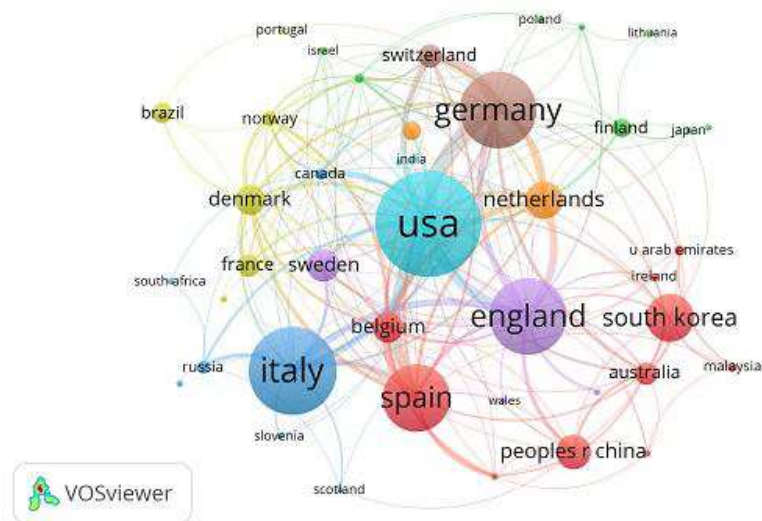 poland
portugal
lithuania
israel
switzerland
germany
brazil
norway
finland
japan
india
canada
denmark
netherlands
usa
u arab emirates
france
sweden
south africa
ireland
england
south korea
belgium
russia
italy
australia
malaysia
spain
wales
slovenia
peoples r china
scotland
VOSviewer